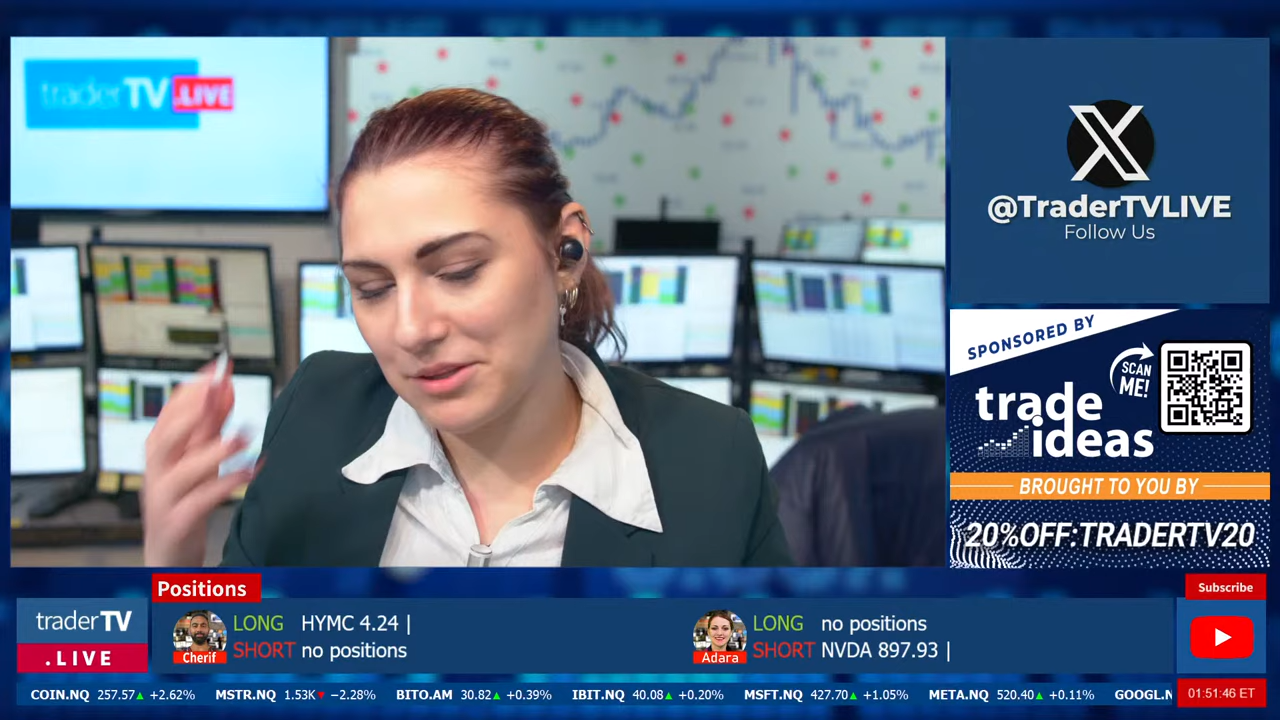 traderTV.LIVE
@TraderTVLIVE
Follow Us
SPONSORED BY
SCAN
ME!
trade
ideas
BROUGHT TO YOU BY
20%OFF:TRADERTV20
Positions
Subscribe
traderTV
.LIVE
LONG HYMC 4.24 |
SHORT no positions
Cherif
LONG no positions
SHORT NVDA 897.93 |
Adara
COIN.NQ 257.57▲ +2.62% MSTR.NQ 1.53K▼ −2.28% BITO.AM 30.82▲ +0.39% IBIT.NQ 40.08▲ +0.20% MSFT.NQ 427.70▲ +1.05% META.NQ 520.40▲ +0.11% GOOGL.N
01:51:46 ET